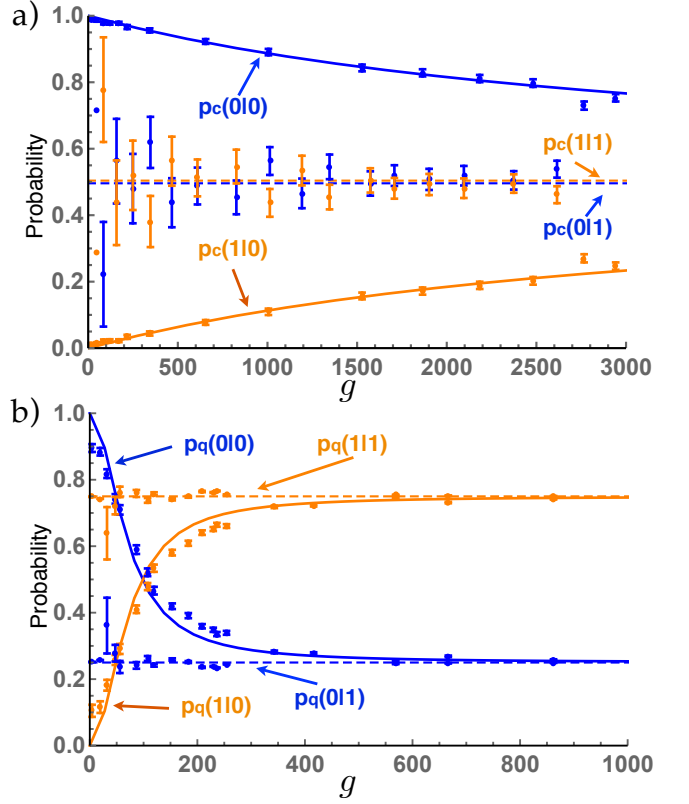 a)
1.0
0.8
0.6
0.4
0.2
0.0
Probability
pc(0|0)
pc(1|1)
pc(0|1)
pc(1|0)
0 500 1000 1500 2000 2500 3000
g
b)
1.0
0.8
0.6
0.4
0.2
0.0
Probability
pq(0|0)
pq(1|1)
pq(0|1)
pq(1|0)
0 200 400 600 800 1000
g